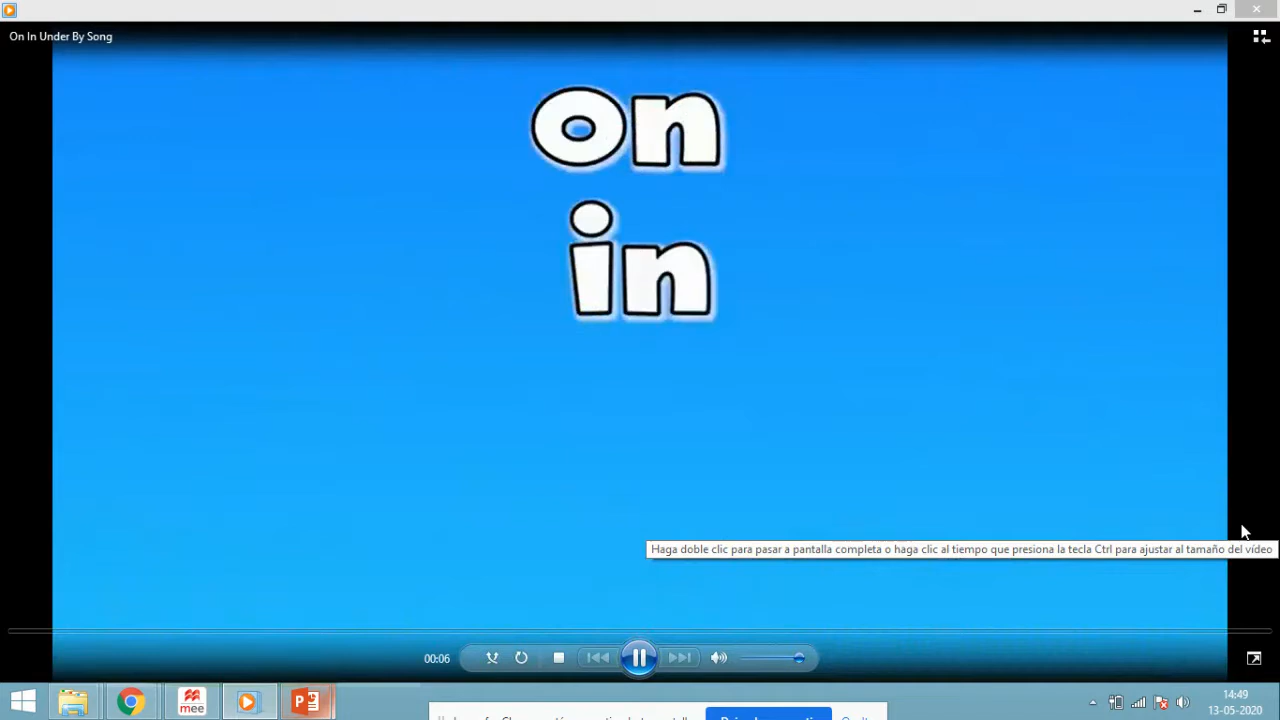 On In Under By Song
on
in
Haga doble clic para pasar a pantalla completa o haga clic al tiempo que presiona la tecla Ctrl para ajustar al tamaño del vídeo
00:06
mee
P
14:49
13-05-2020